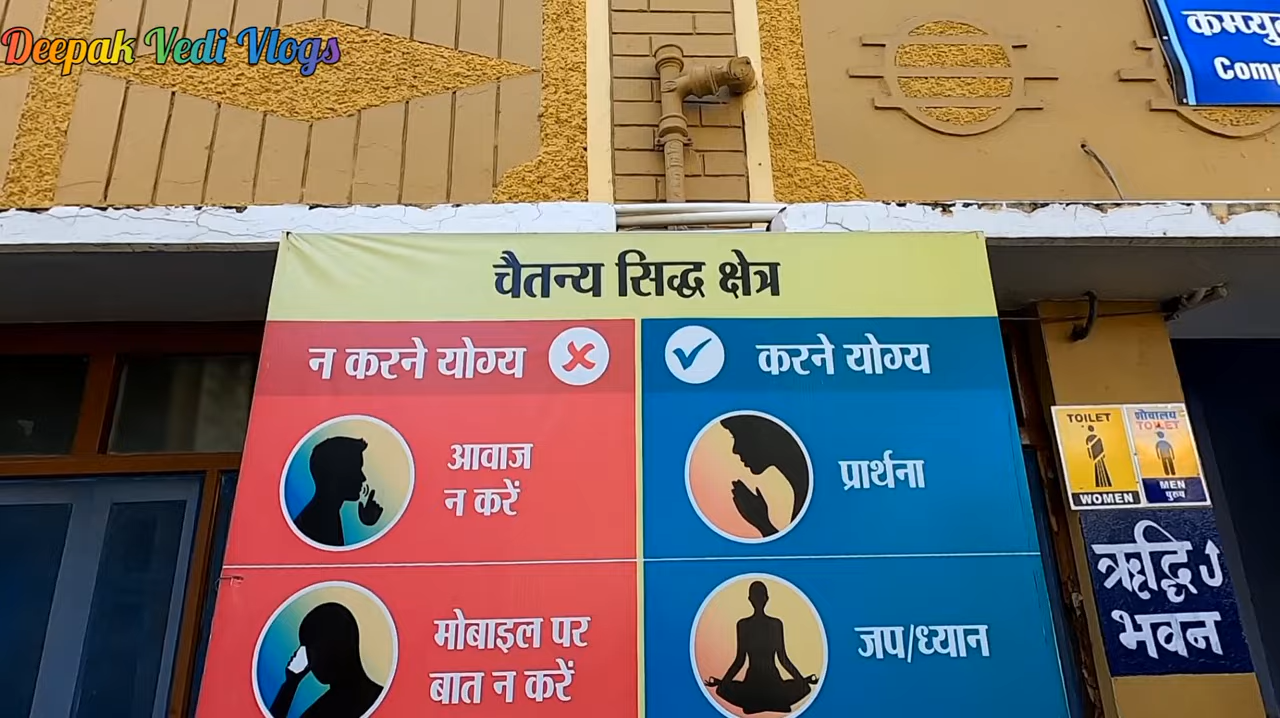 Deepak Vedi Vlogs
चैतन्य सिद्ध क्षेत्र
न करने योग्य
आवाज
न करें
मोबाइल पर
बात न करें
करने योग्य
प्रार्थना
जप/ध्यान
TOILET
WOMEN
शौचालय
TOILET
MEN
पुरुष
ऋद्धि
भवन